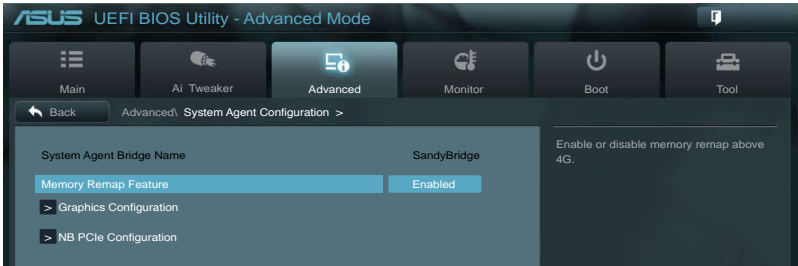 ASUS UEFI BIOS Utility - Advanced Mode
Main
Ai Tweaker
Advanced
Monitor
Boot
Tool
Back
Advanced\ System Agent Configuration >
System Agent Bridge Name SandyBridge
Memory Remap Feature Enabled
> Graphics Configuration
> NB PCIe Configuration
Enable or disable memory remap above
4G.